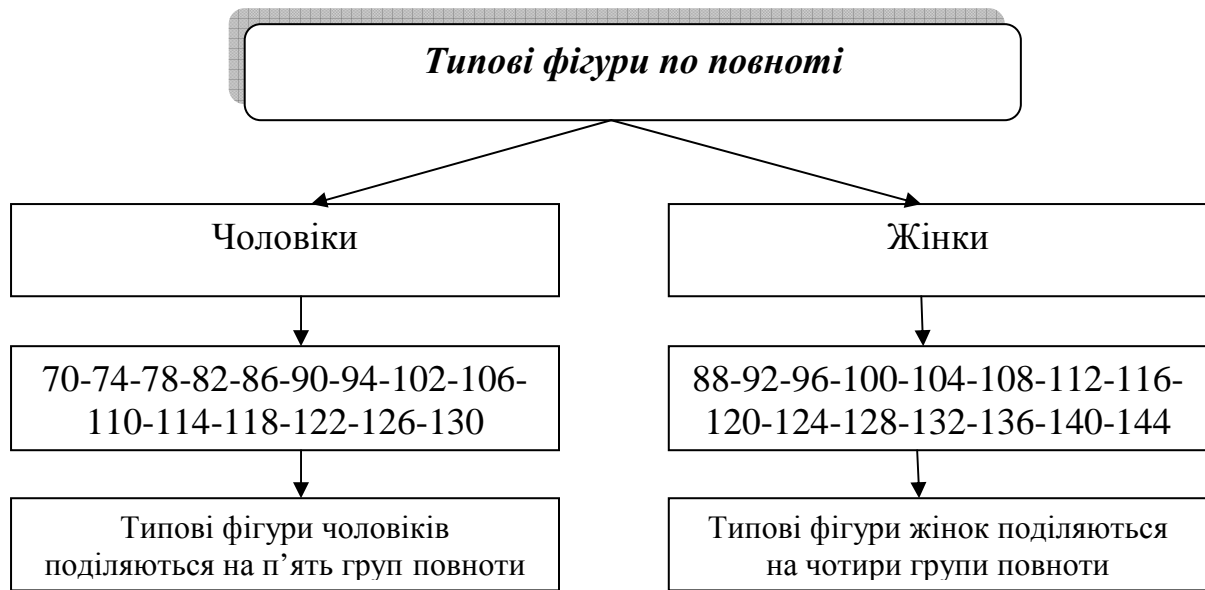 Типові фігури по повноті
Чоловіки
Жінки
70-74-78-82-86-90-94-102-106-
110-114-118-122-126-130
88-92-96-100-104-108-112-116-
120-124-128-132-136-140-144
Типові фігури чоловіків
поділяються на п’ять груп повноти
Типові фігури жінок поділяються
на чотири групи повноти